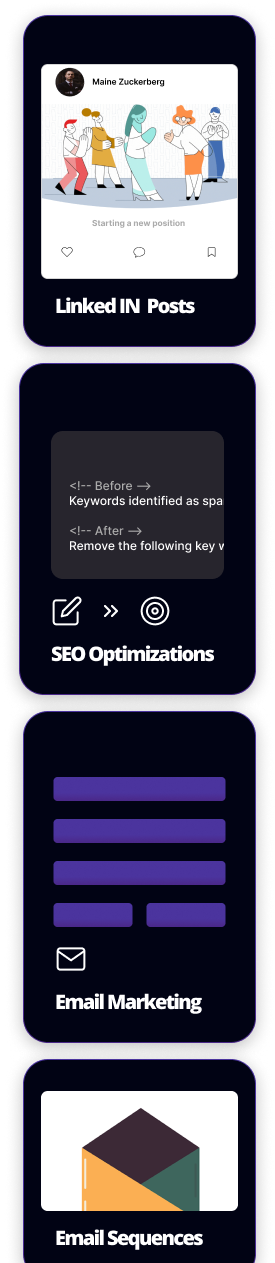 Maine Zuckerberg
Starting a new position
Linked IN Posts
<!-- Before -->
Keywords identified as spa
<!-- After -->
Remove the following key w
SEO Optimizations
Email Marketing
Email Sequences